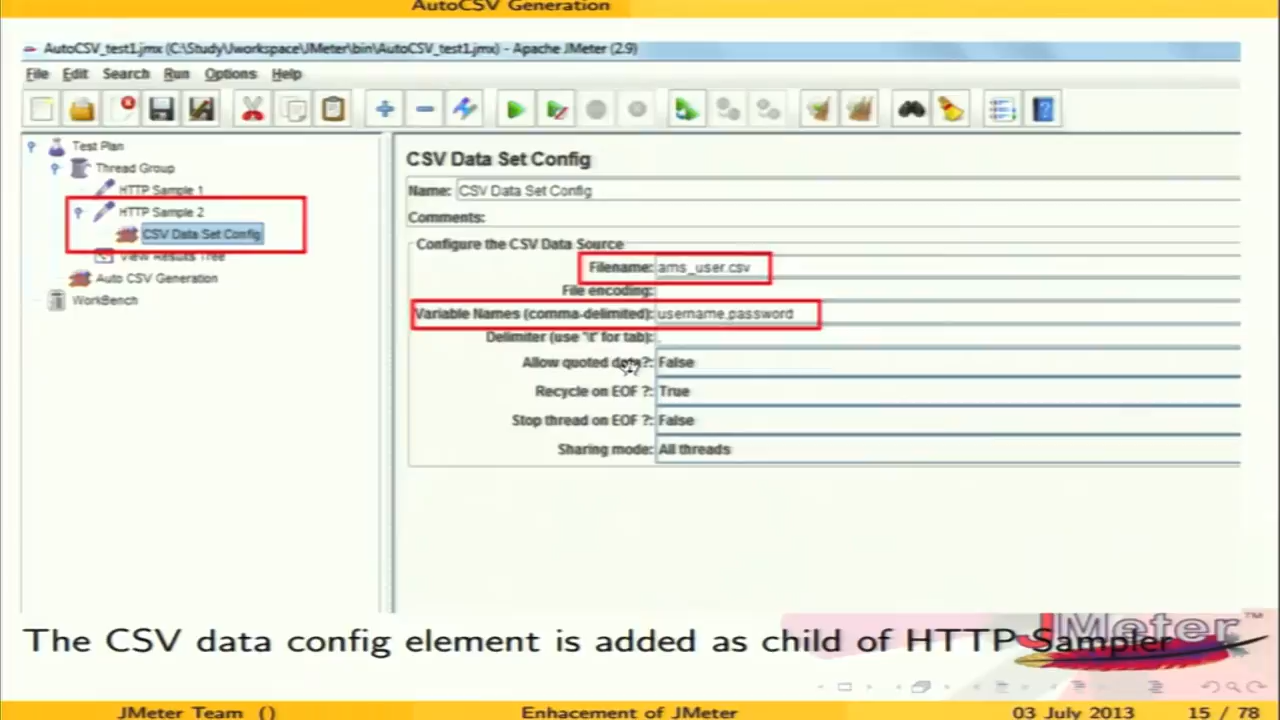 AutoCSV Generation
AutoCSV_test1.jmx (C:\Study\Jworkspace\JMeter\bin\AutoCSV_test1.jmx) - Apache JMeter (2.9)
File Edit Search Run Options Help
Test Plan
Thread Group
HTTP Sample 1
HTTP Sample 2
CSV Data Set Config
View Results Tree
Auto CSV Generation
WorkBench
CSV Data Set Config
Name: CSV Data Set Config
Comments:
Configure the CSV Data Source
Filename: ams_user.csv
File encoding:
Variable Names (comma-delimited): username,password
Delimiter (use '\t' for tab): ,
Allow quoted data?: False
Recycle on EOF ?: True
Stop thread on EOF ?: False
Sharing mode: All threads
The CSV data config element is added as child of HTTP Sampler
JMeter™
JMeter Team () Enhacement of JMeter 03 July 2013 15 / 78